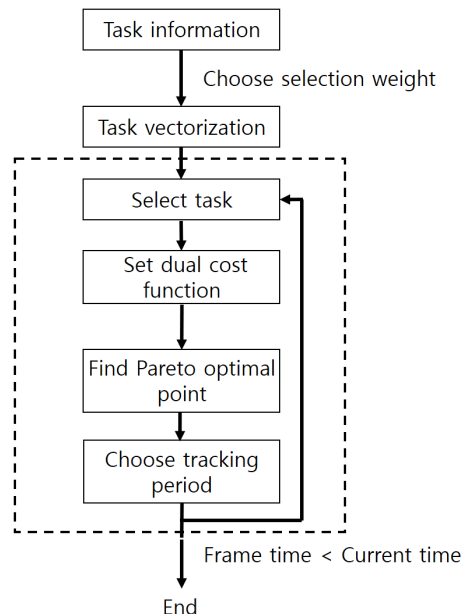 Task information
Choose selection weight
Task vectorization
Select task
Set dual cost
function
Find Pareto optimal
point
Choose tracking
period
Frame time < Current time
End